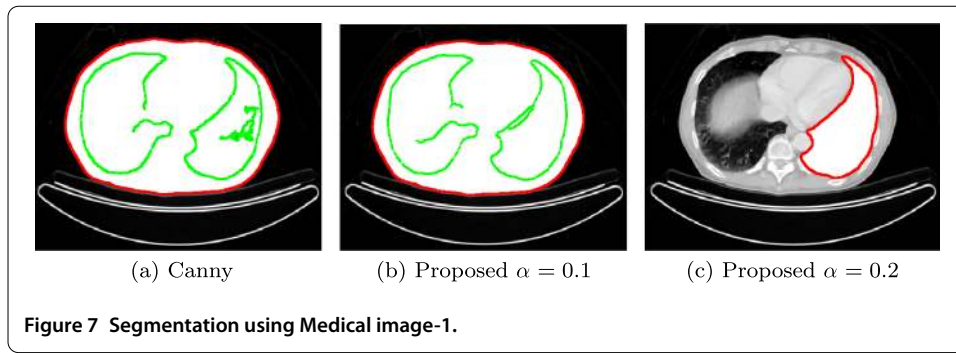 (a) Canny
(b) Proposed α = 0.1
(c) Proposed α = 0.2
Figure 7 Segmentation using Medical image-1.